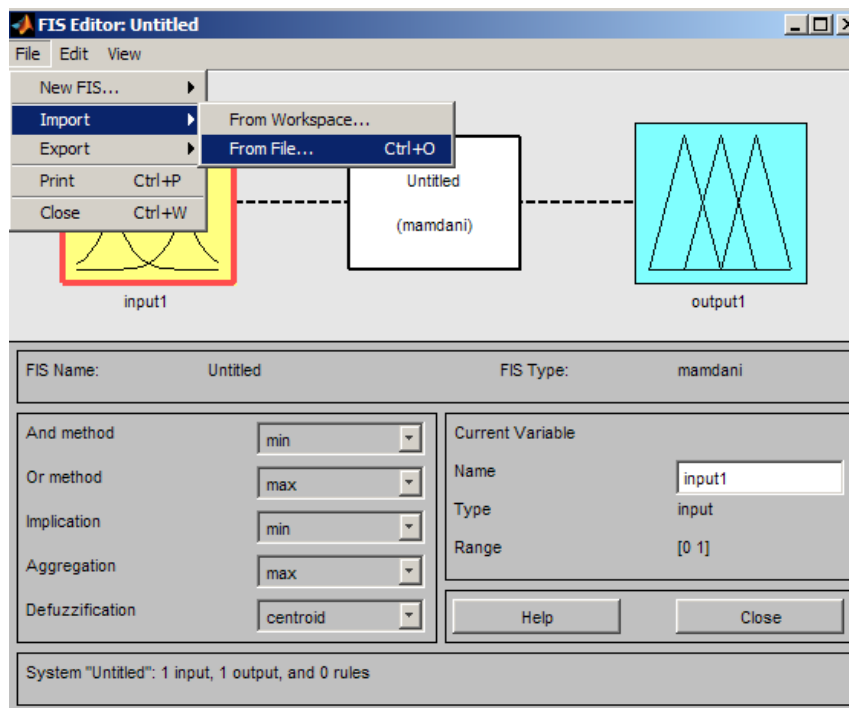 FIS Editor: Untitled
File Edit View
New FIS...
Import
Export
Print Ctrl+P
Close Ctrl+W
From Workspace...
From File... Ctrl+O
Untitled
(mamdani)
input1
output1
FIS Name: Untitled FIS Type: mamdani
And method min
Or method max
Implication min
Aggregation max
Defuzzification centroid
Current Variable
Name input1
Type input
Range [0 1]
Help Close
System "Untitled": 1 input, 1 output, and 0 rules